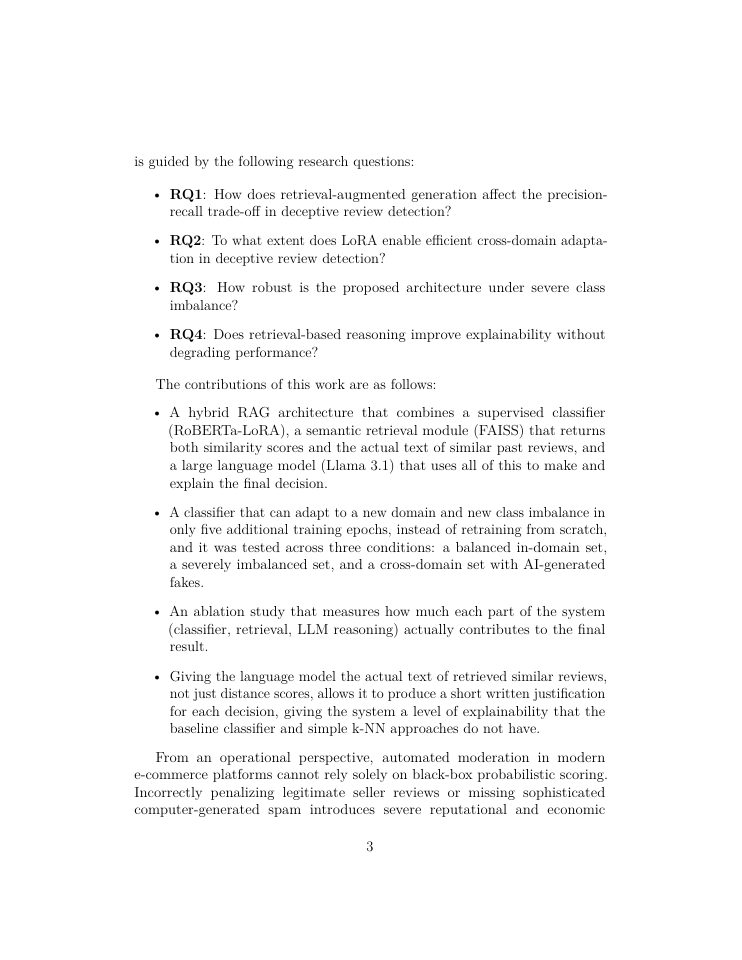 is guided by the following research questions:
• RQ1: How does retrieval-augmented generation affect the precision-
recall trade-off in deceptive review detection?
• RQ2: To what extent does LoRA enable efficient cross-domain adapta-
tion in deceptive review detection?
• RQ3: How robust is the proposed architecture under severe class
imbalance?
• RQ4: Does retrieval-based reasoning improve explainability without
degrading performance?
The contributions of this work are as follows:
• A hybrid RAG architecture that combines a supervised classifier
(RoBERTa-LoRA), a semantic retrieval module (FAISS) that returns
both similarity scores and the actual text of similar past reviews, and
a large language model (Llama 3.1) that uses all of this to make and
explain the final decision.
• A classifier that can adapt to a new domain and new class imbalance in
only five additional training epochs, instead of retraining from scratch,
and it was tested across three conditions: a balanced in-domain set,
a severely imbalanced set, and a cross-domain set with AI-generated
fakes.
• An ablation study that measures how much each part of the system
(classifier, retrieval, LLM reasoning) actually contributes to the final
result.
• Giving the language model the actual text of retrieved similar reviews,
not just distance scores, allows it to produce a short written justification
for each decision, giving the system a level of explainability that the
baseline classifier and simple k-NN approaches do not have.
From an operational perspective, automated moderation in modern
e-commerce platforms cannot rely solely on black-box probabilistic scoring.
Incorrectly penalizing legitimate seller reviews or missing sophisticated
computer-generated spam introduces severe reputational and economic
3